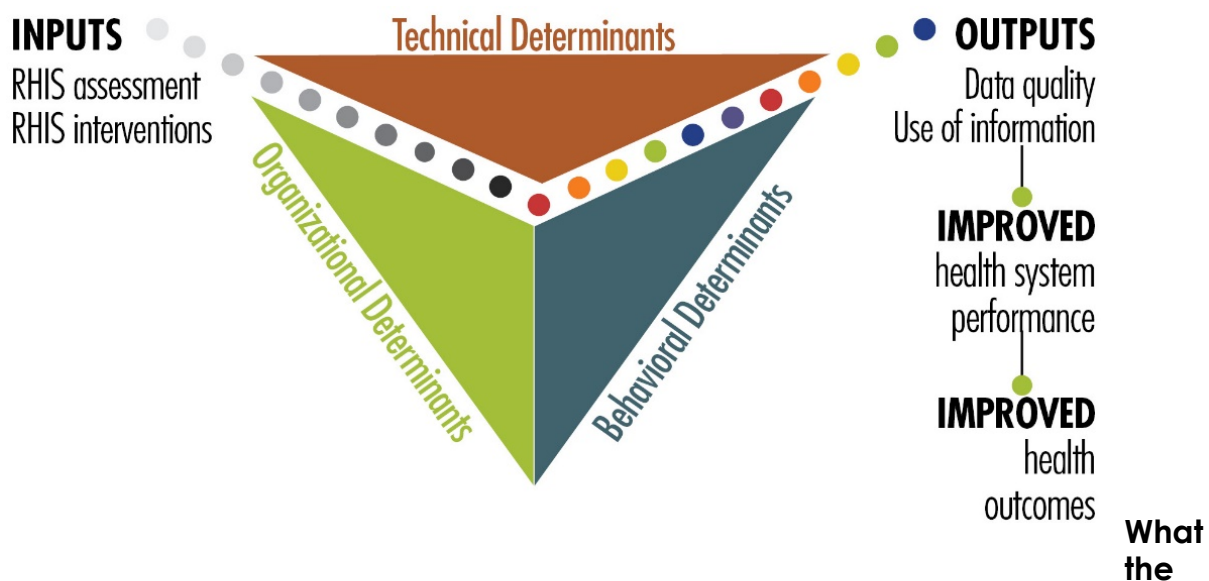 INPUTS
RHIS assessment
RHIS interventions
Technical Determinants
Organizational Determinants
Behavioral Determinants
OUTPUTS
Data quality
Use of information
IMPROVED
health system
performance
IMPROVED
health
outcomes
What
the